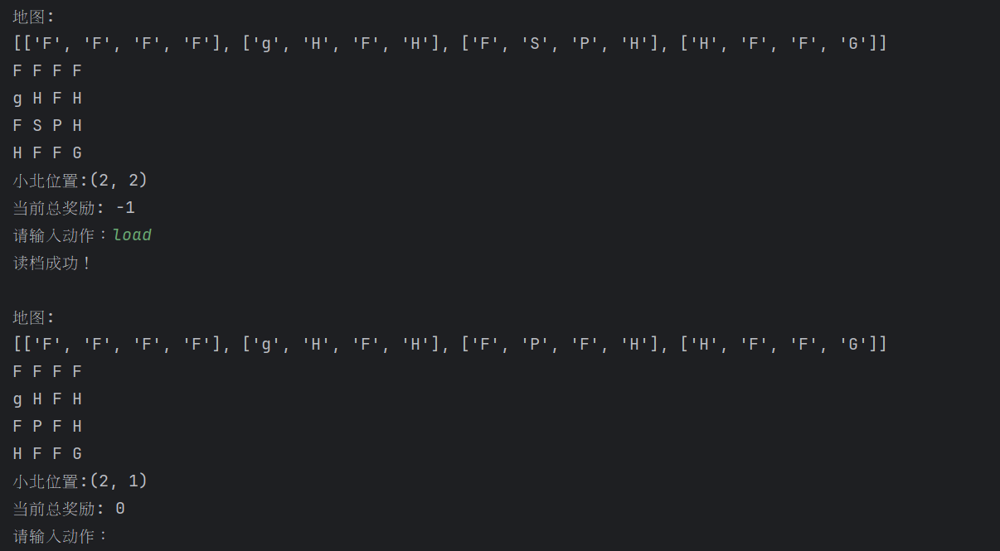 地图:
[['F', 'F', 'F', 'F'], ['g', 'H', 'F', 'H'], ['F', 'S', 'P', 'H'], ['H', 'F', 'F', 'G']]
F F F F
g H F H
F S P H
H F F G
小北位置:(2, 2)
当前总奖励: -1
请输入动作：load
读档成功！
地图:
[['F', 'F', 'F', 'F'], ['g', 'H', 'F', 'H'], ['F', 'P', 'F', 'H'], ['H', 'F', 'F', 'G']]
F F F F
g H F H
F P F H
H F F G
小北位置:(2, 1)
当前总奖励: 0
请输入动作：